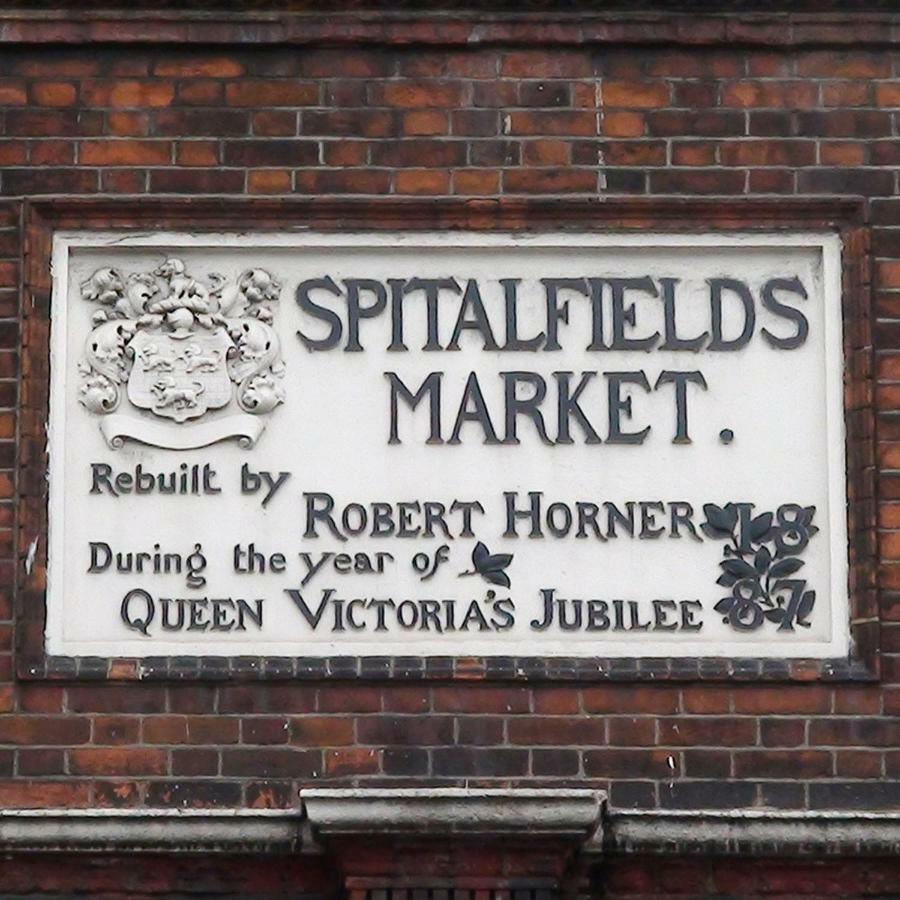 SPITALFIELDS
MARKET.
Rebuilt by
ROBERT HORNER
During the year of
QUEEN VICTORIA'S JUBILEE
18
87